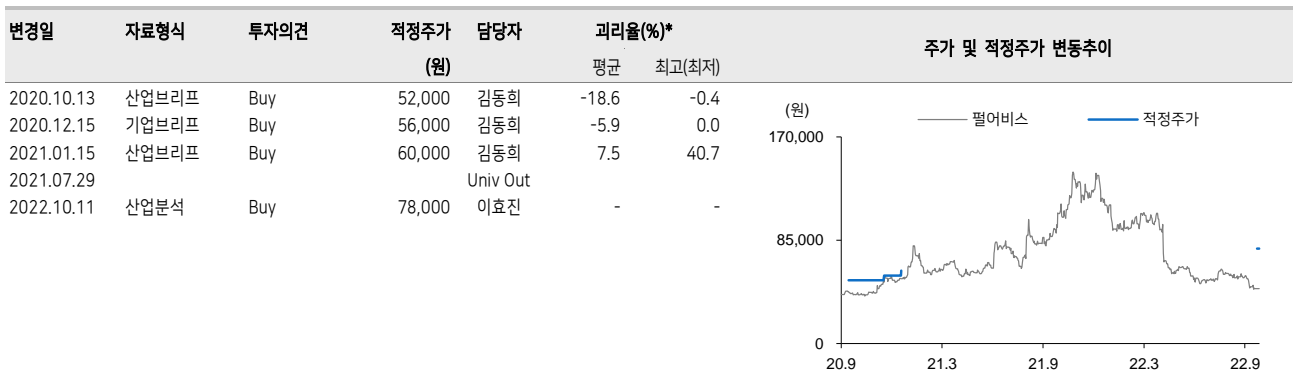 변경일 자료형식 투자의견 적정주가 담당자 괴리율(%)* 주가 및 적정주가 변동추이
(원) 평균 최고(최저)
2020.10.13 산업브리프 Buy 52,000 김동희 -18.6 -0.4
2020.12.15 기업브리프 Buy 56,000 김동희 -5.9 0.0
2021.01.15 산업브리프 Buy 60,000 김동희 7.5 40.7
2021.07.29 Univ Out
2022.10.11 산업분석 Buy 78,000 이효진 - -
(원)
펄어비스 적정주가
170,000
85,000
0
20.9 21.3 21.9 22.3 22.9